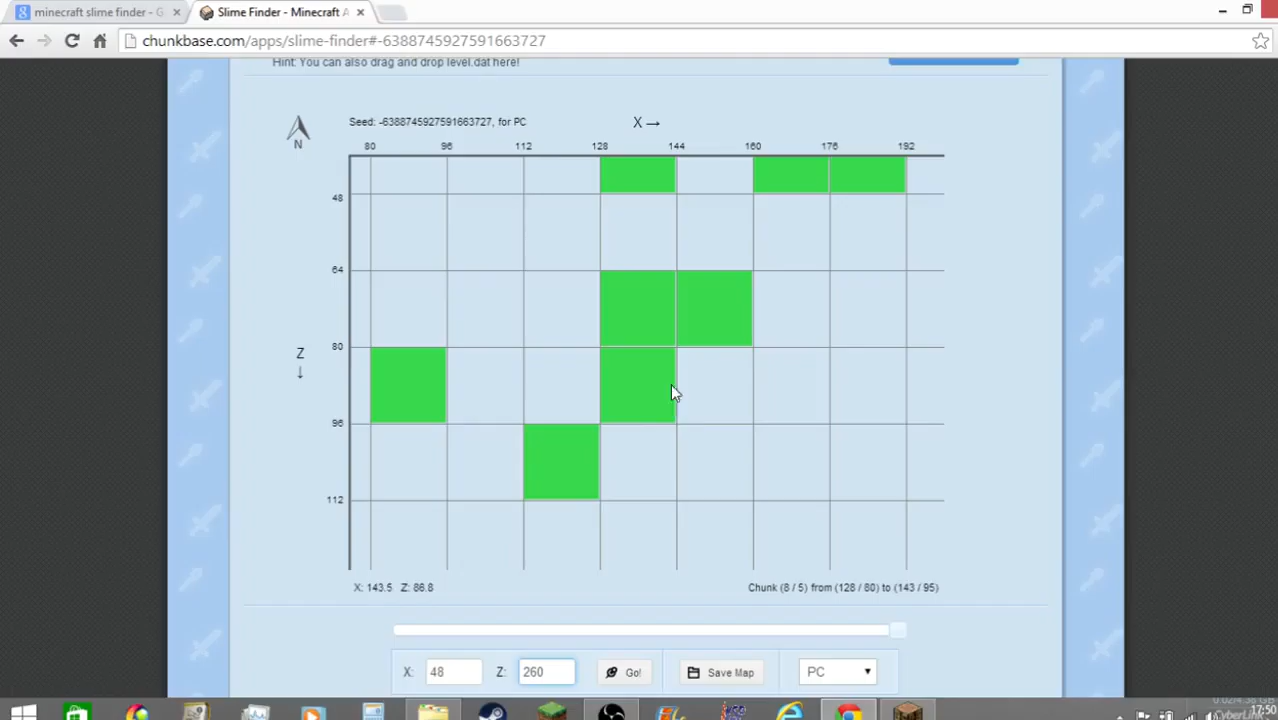 minecraft slime finder - G
Slime Finder - Minecraft A
chunkbase.com/apps/slime-finder#-6388745927591663727
Hint: You can also drag and drop level.dat here!
Seed: -6388745927591663727, for PC
X →
N
80 96 112 128 144 160 176 192
48
64
80
Z
↓
96
112
X: 143.5 Z: 86.8
Chunk (8 / 5) from (128 / 80) to (143 / 95)
X: 48 Z: 260 Go! Save Map PC
17:50
CyberLink